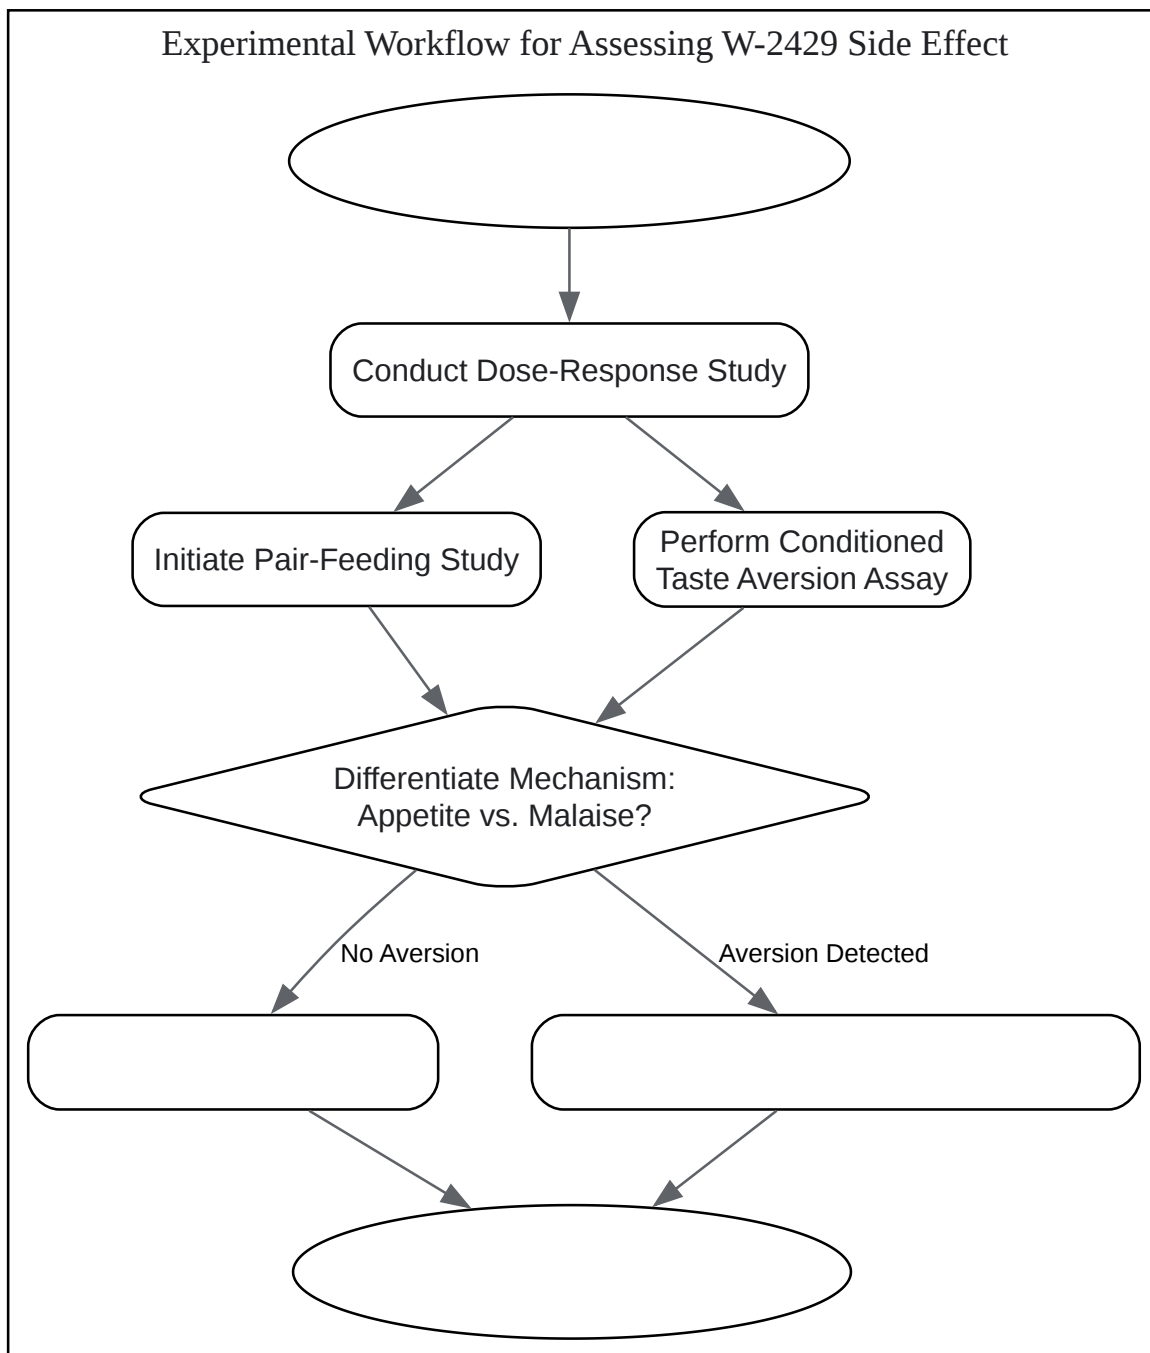 Experimental Workflow for Assessing W-2429 Side Effect
Conduct Dose-Response Study
Initiate Pair-Feeding Study
Perform Conditioned
Taste Aversion Assay
Differentiate Mechanism:
Appetite vs. Malaise?
No Aversion
Aversion Detected